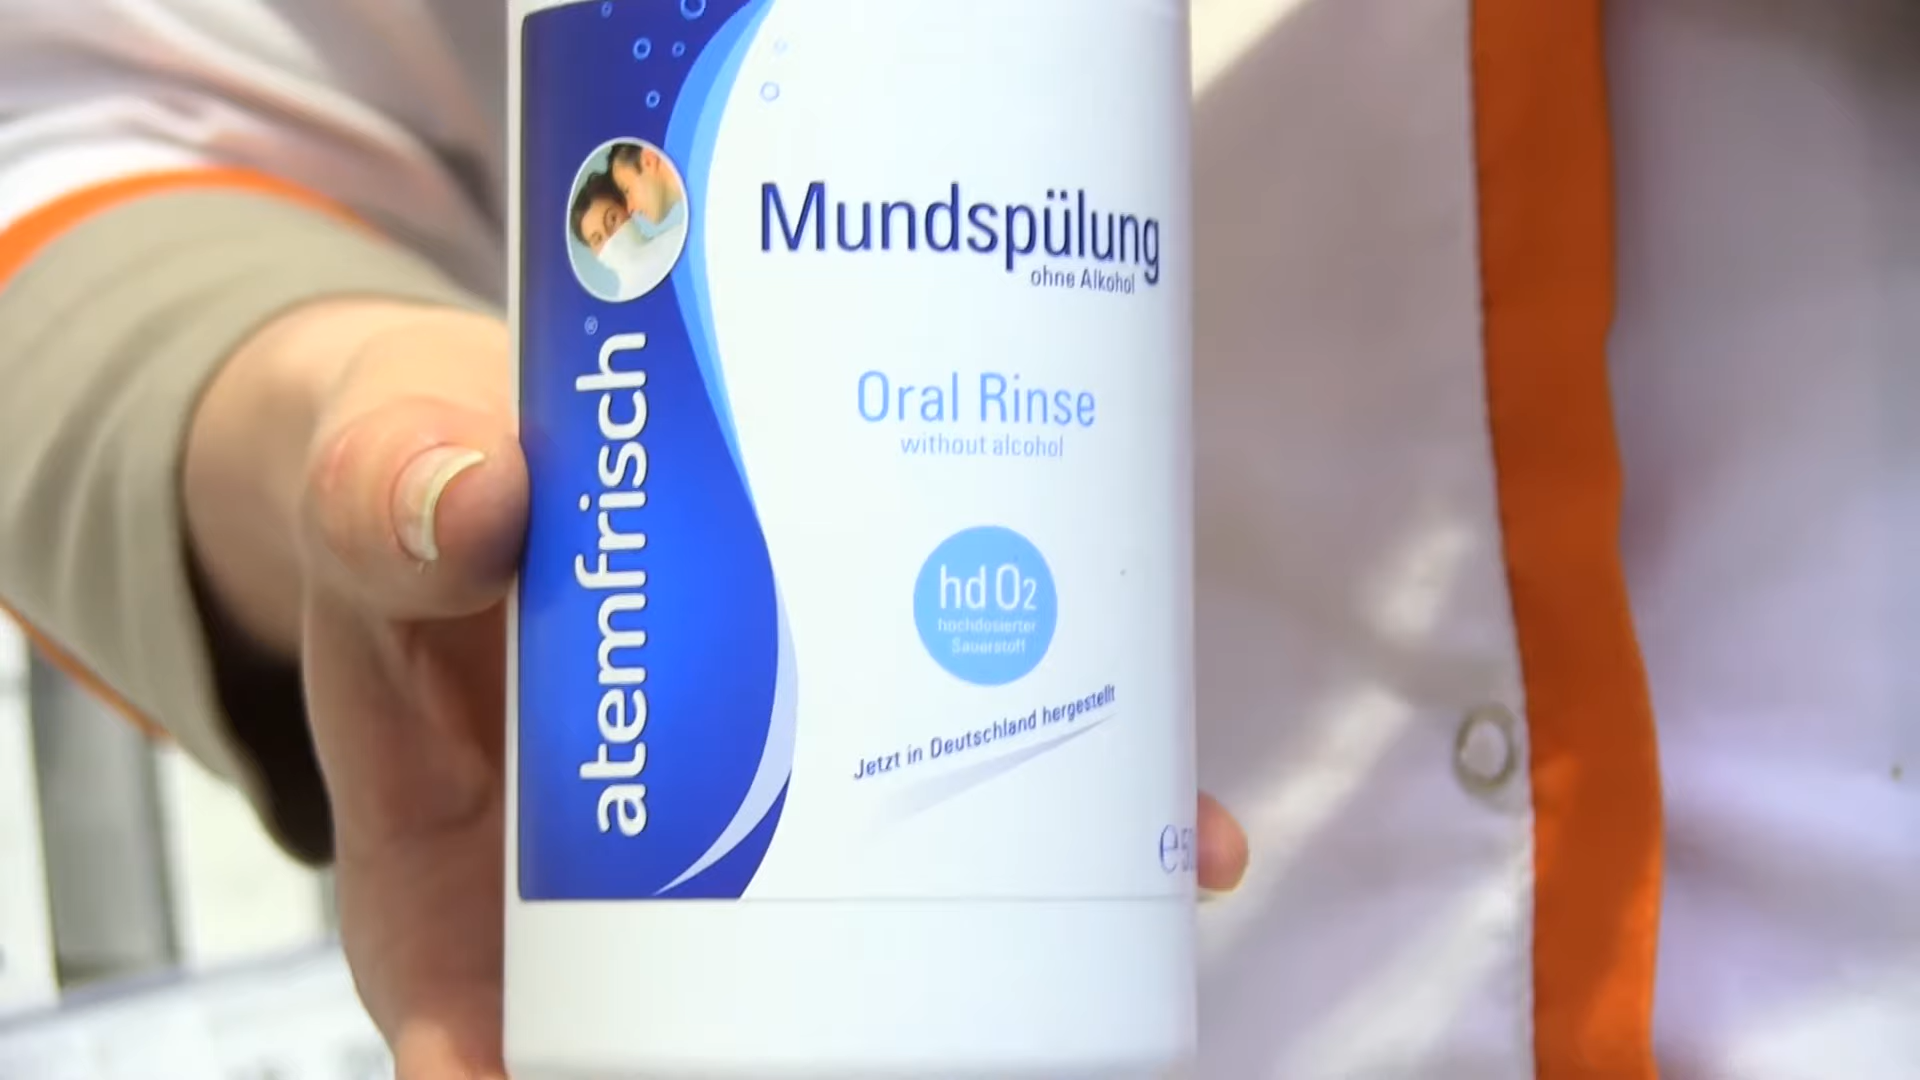 atemfrisch®
Mundspülung
ohne Alkohol
Oral Rinse
without alcohol
hd O₂
hochdosierter
Sauerstoff
Jetzt in Deutschland hergestellt
℮